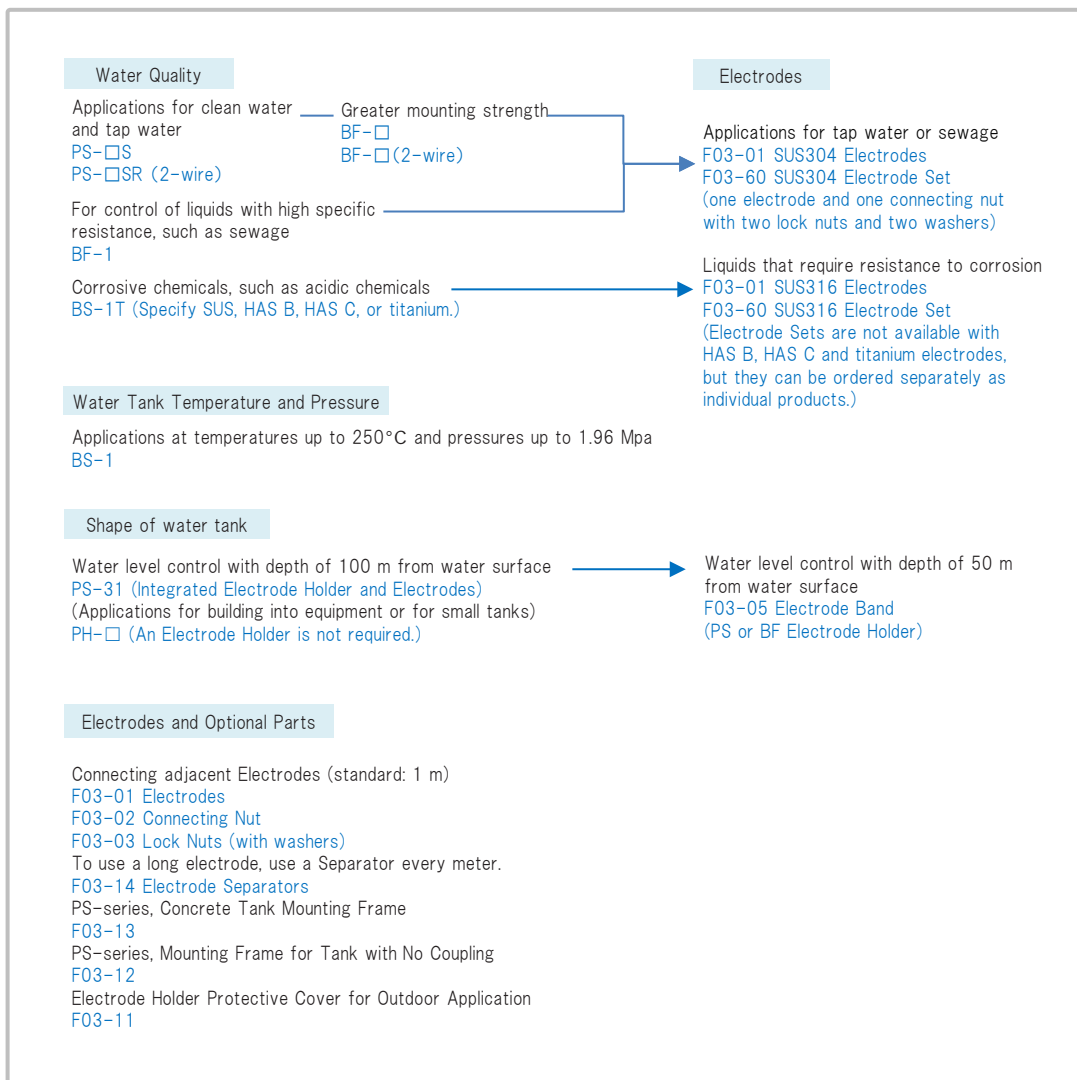 Water Quality
Applications for clean water
and tap water
PS-□S
PS-□SR (2-wire)
Greater mounting strength
BF-□
BF-□(2-wire)
For control of liquids with high specific
resistance, such as sewage
BF-1
Corrosive chemicals, such as acidic chemicals
BS-1T (Specify SUS, HAS B, HAS C, or titanium.)
Electrodes
Applications for tap water or sewage
F03-01 SUS304 Electrodes
F03-60 SUS304 Electrode Set
(one electrode and one connecting nut
with two lock nuts and two washers)
Liquids that require resistance to corrosion
F03-01 SUS316 Electrodes
F03-60 SUS316 Electrode Set
(Electrode Sets are not available with
HAS B, HAS C and titanium electrodes,
but they can be ordered separately as
individual products.)
Water Tank Temperature and Pressure
Applications at temperatures up to 250°C and pressures up to 1.96 Mpa
BS-1
Shape of water tank
Water level control with depth of 100 m from water surface
PS-31 (Integrated Electrode Holder and Electrodes)
(Applications for building into equipment or for small tanks)
PH-□ (An Electrode Holder is not required.)
Water level control with depth of 50 m
from water surface
F03-05 Electrode Band
(PS or BF Electrode Holder)
Electrodes and Optional Parts
Connecting adjacent Electrodes (standard: 1 m)
F03-01 Electrodes
F03-02 Connecting Nut
F03-03 Lock Nuts (with washers)
To use a long electrode, use a Separator every meter.
F03-14 Electrode Separators
PS-series, Concrete Tank Mounting Frame
F03-13
PS-series, Mounting Frame for Tank with No Coupling
F03-12
Electrode Holder Protective Cover for Outdoor Application
F03-11